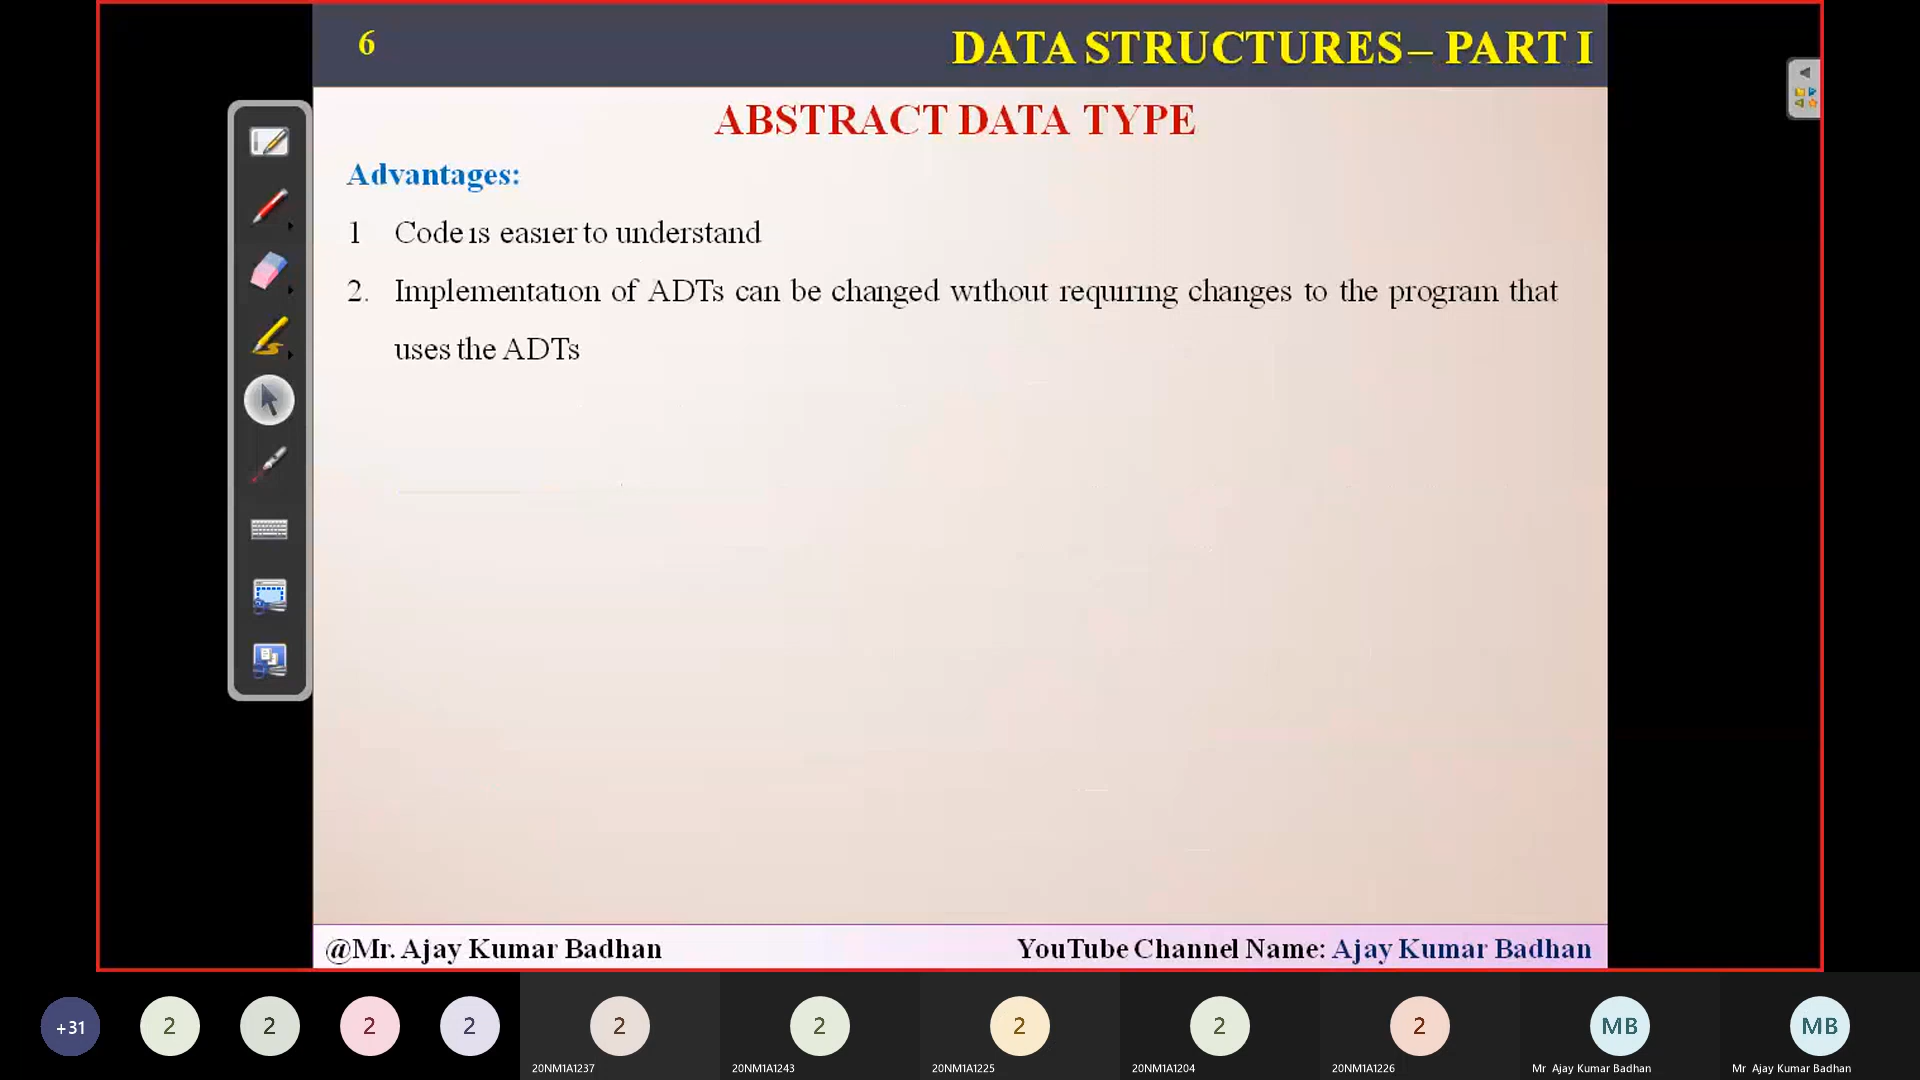 6
DATA STRUCTURES – PART I
ABSTRACT DATA TYPE
Advantages:
1 Code is easier to understand
2. Implementation of ADTs can be changed without requiring changes to the program that
uses the ADTs
@Mr. Ajay Kumar Badhan
YouTube Channel Name: Ajay Kumar Badhan
+31 2 2 2 2 2 2 2 2 2 MB MB
20NM1A1237 20NM1A1243 20NM1A1225 20NM1A1204 20NM1A1226 Mr Ajay Kumar Badhan Mr Ajay Kumar Badhan